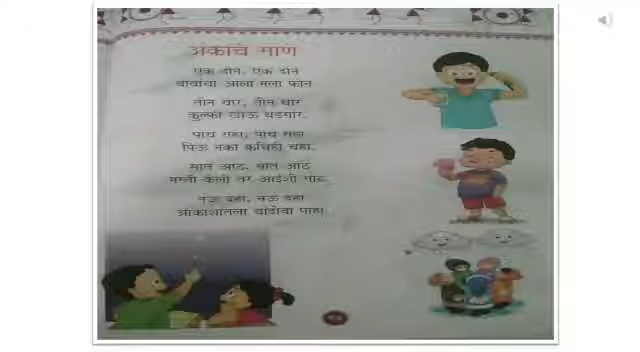 अंकाचे गाणे
एक दोन, एक दोन
बाबांचा आला मला फोन
तीन चार, तीन चार
कुल्फी खाऊ थंडगार.
पाच सहा, पाच सहा
पिऊ नका कधीही चहा.
सात आठ, सात आठ
मस्ती केली तर आईशी गाठ.
नऊ दहा, नऊ दहा
आकाशातला चांदोबा पाहा.